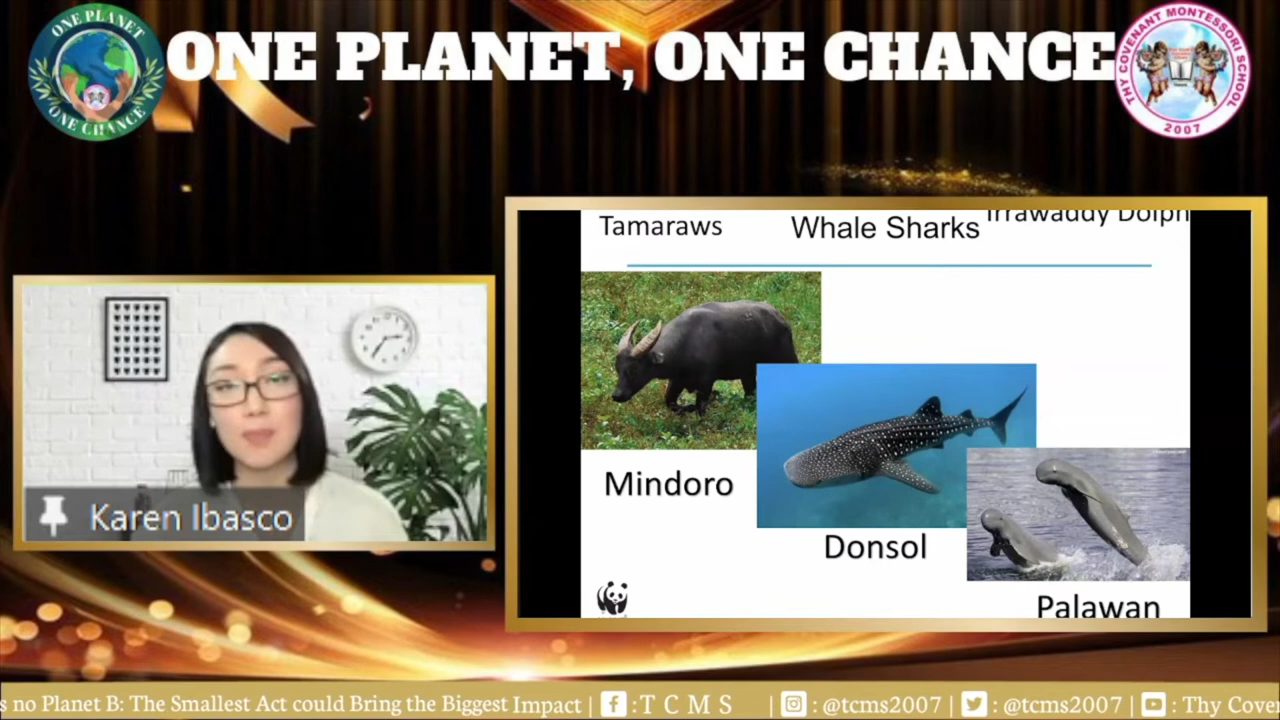 ONE PLANET
ONE CHANCE
ONE PLANET, ONE CHANCE
THY COVENANT MONTESSORI SCHOOL
2007
Tamaraws
Whale Sharks
Irrawaddy Dolph
Mindoro
Donsol
Palawan
Karen Ibasco
s no Planet B: The Smallest Act could Bring the Biggest Impact | : T C M S | : @tcms2007 | : @tcms2007 | : Thy Cove